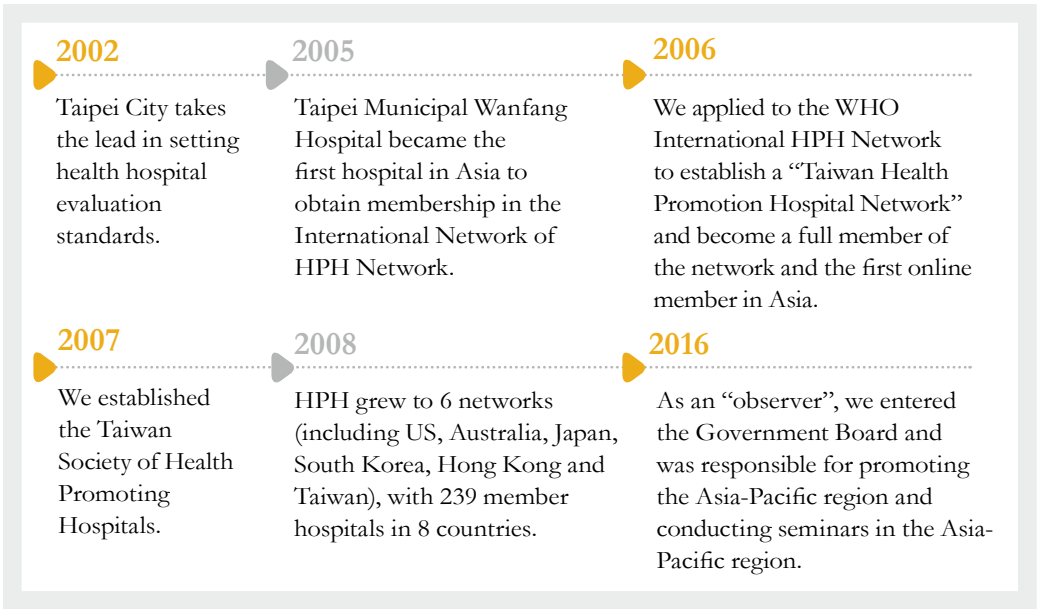 2002
Taipei City takes
the lead in setting
health hospital
evaluation
standards.
2005
Taipei Municipal Wanfang
Hospital became the
first hospital in Asia to
obtain membership in the
International Network of
HPH Network.
2006
We applied to the WHO
International HPH Network
to establish a “Taiwan Health
Promotion Hospital Network”
and become a full member of
the network and the first online
member in Asia.
2007
We established
the Taiwan
Society of Health
Promoting
Hospitals.
2008
HPH grew to 6 networks
(including US, Australia, Japan,
South Korea, Hong Kong and
Taiwan), with 239 member
hospitals in 8 countries.
2016
As an “observer”, we entered
the Government Board and
was responsible for promoting
the Asia-Pacific region and
conducting seminars in the Asia-
Pacific region.